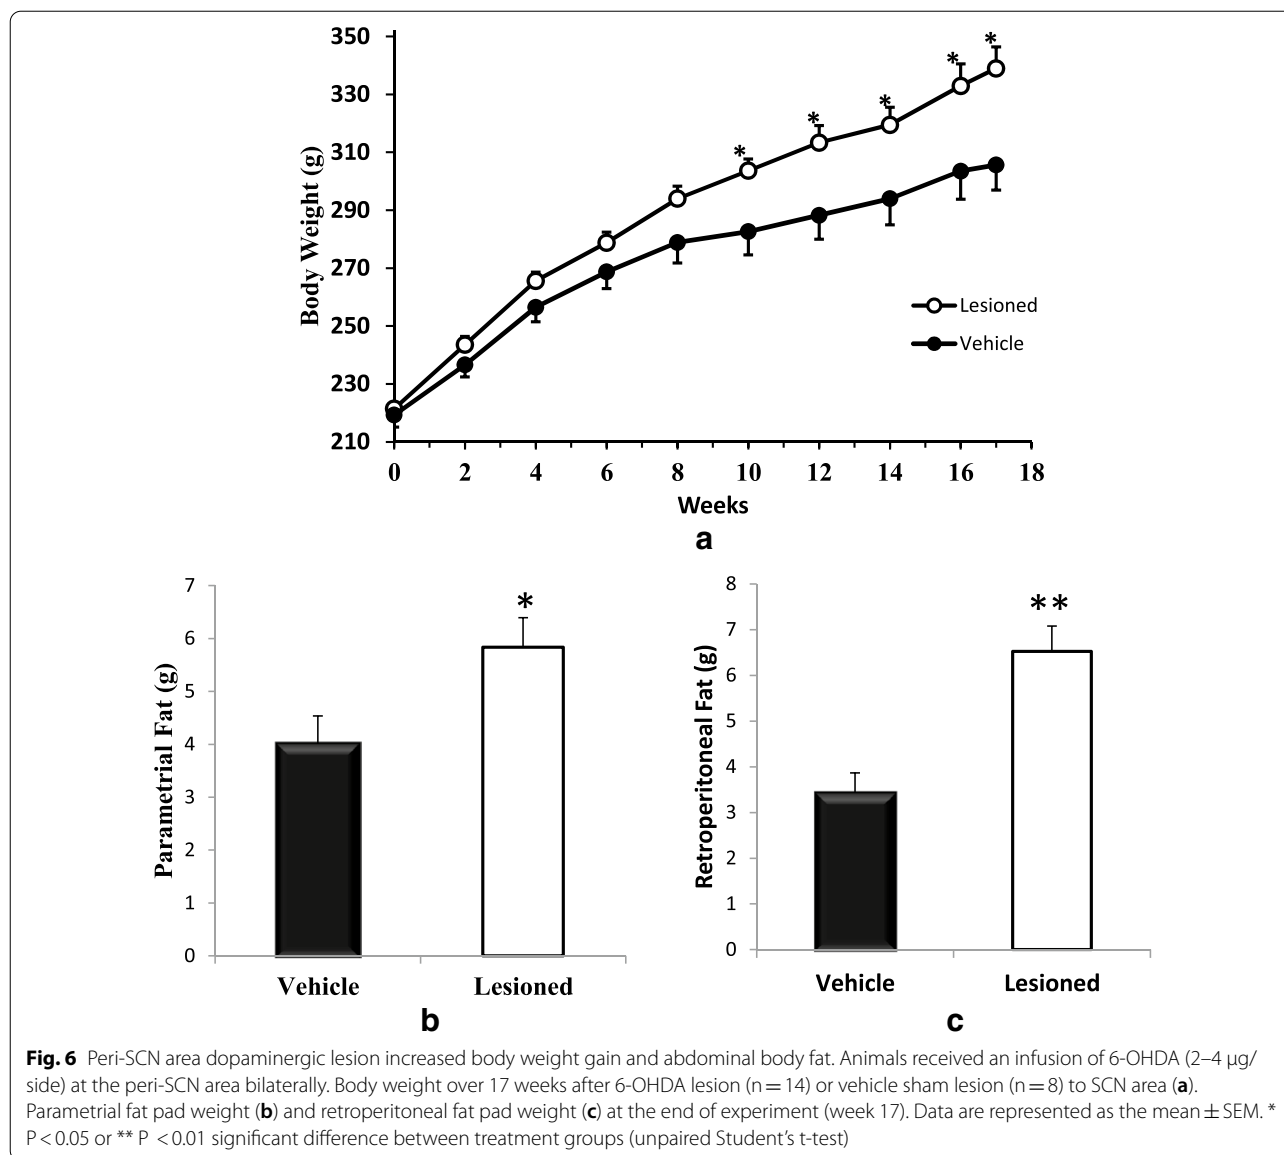 350
330
310
290
270
250
230
210
Body Weight (g)
* * * * *
Lesioned
Vehicle
0 2 4 6 8 10 12 14 16 18
Weeks
a
7
6
5
4
3
2
1
0
Parametrial Fat (g)
*
Vehicle Lesioned
b
8
7
6
5
4
3
2
1
0
Retroperitoneal Fat (g)
**
Vehicle Lesioned
c
Fig. 6 Peri-SCN area dopaminergic lesion increased body weight gain and abdominal body fat. Animals received an infusion of 6-OHDA (2–4 µg/
side) at the peri-SCN area bilaterally. Body weight over 17 weeks after 6-OHDA lesion (n = 14) or vehicle sham lesion (n = 8) to SCN area (a).
Parametrial fat pad weight (b) and retroperitoneal fat pad weight (c) at the end of experiment (week 17). Data are represented as the mean ± SEM. *
P < 0.05 or ** P < 0.01 significant difference between treatment groups (unpaired Student's t-test)